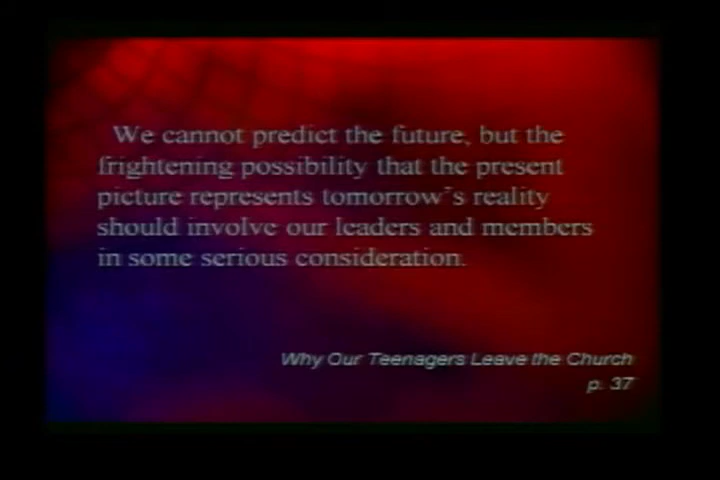 We cannot predict the future, but the
frightening possibility that the present
picture represents tomorrow's reality
should involve our leaders and members
in some serious consideration.
Why Our Teenagers Leave the Church
p. 37